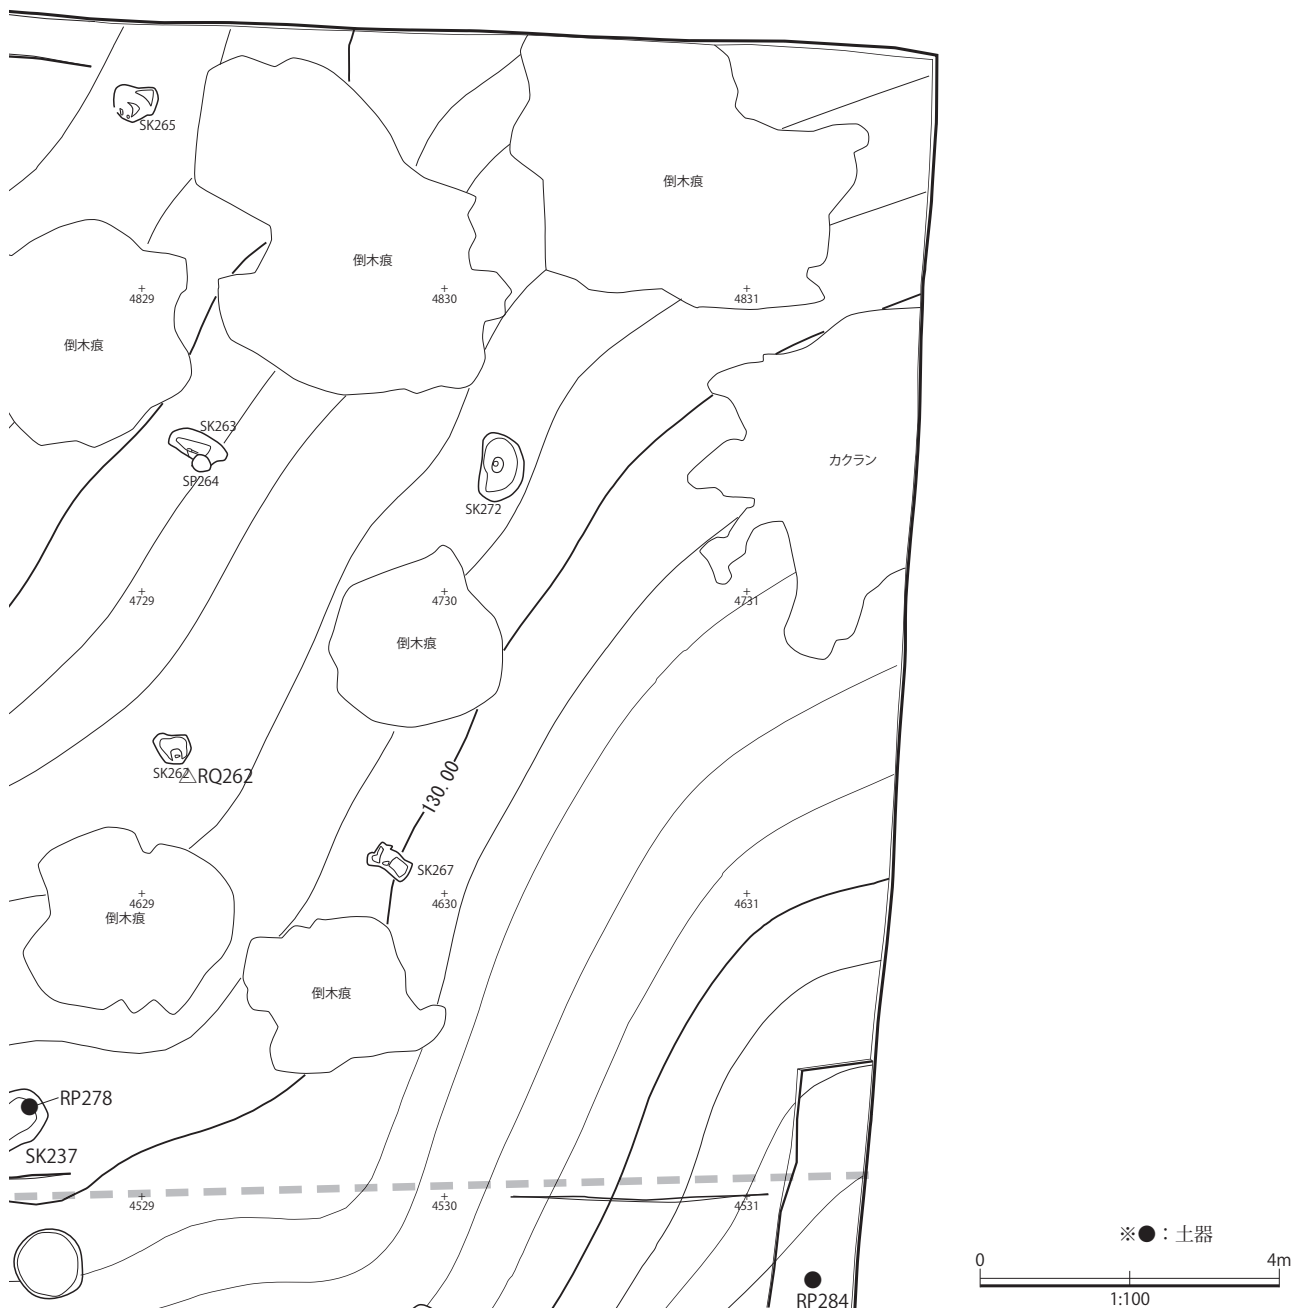 SK265
倒木痕
倒木痕
4829
4830
4831
倒木痕
SK263
カクラン
SP264
SK272
4729
4730
4731
倒木痕
SK262
△RQ262
130.00
SK267
4629
4630
4631
倒木痕
倒木痕
RP278
SK237
4529
4530
4531
※●：土器
0
4m
1:100
RP284